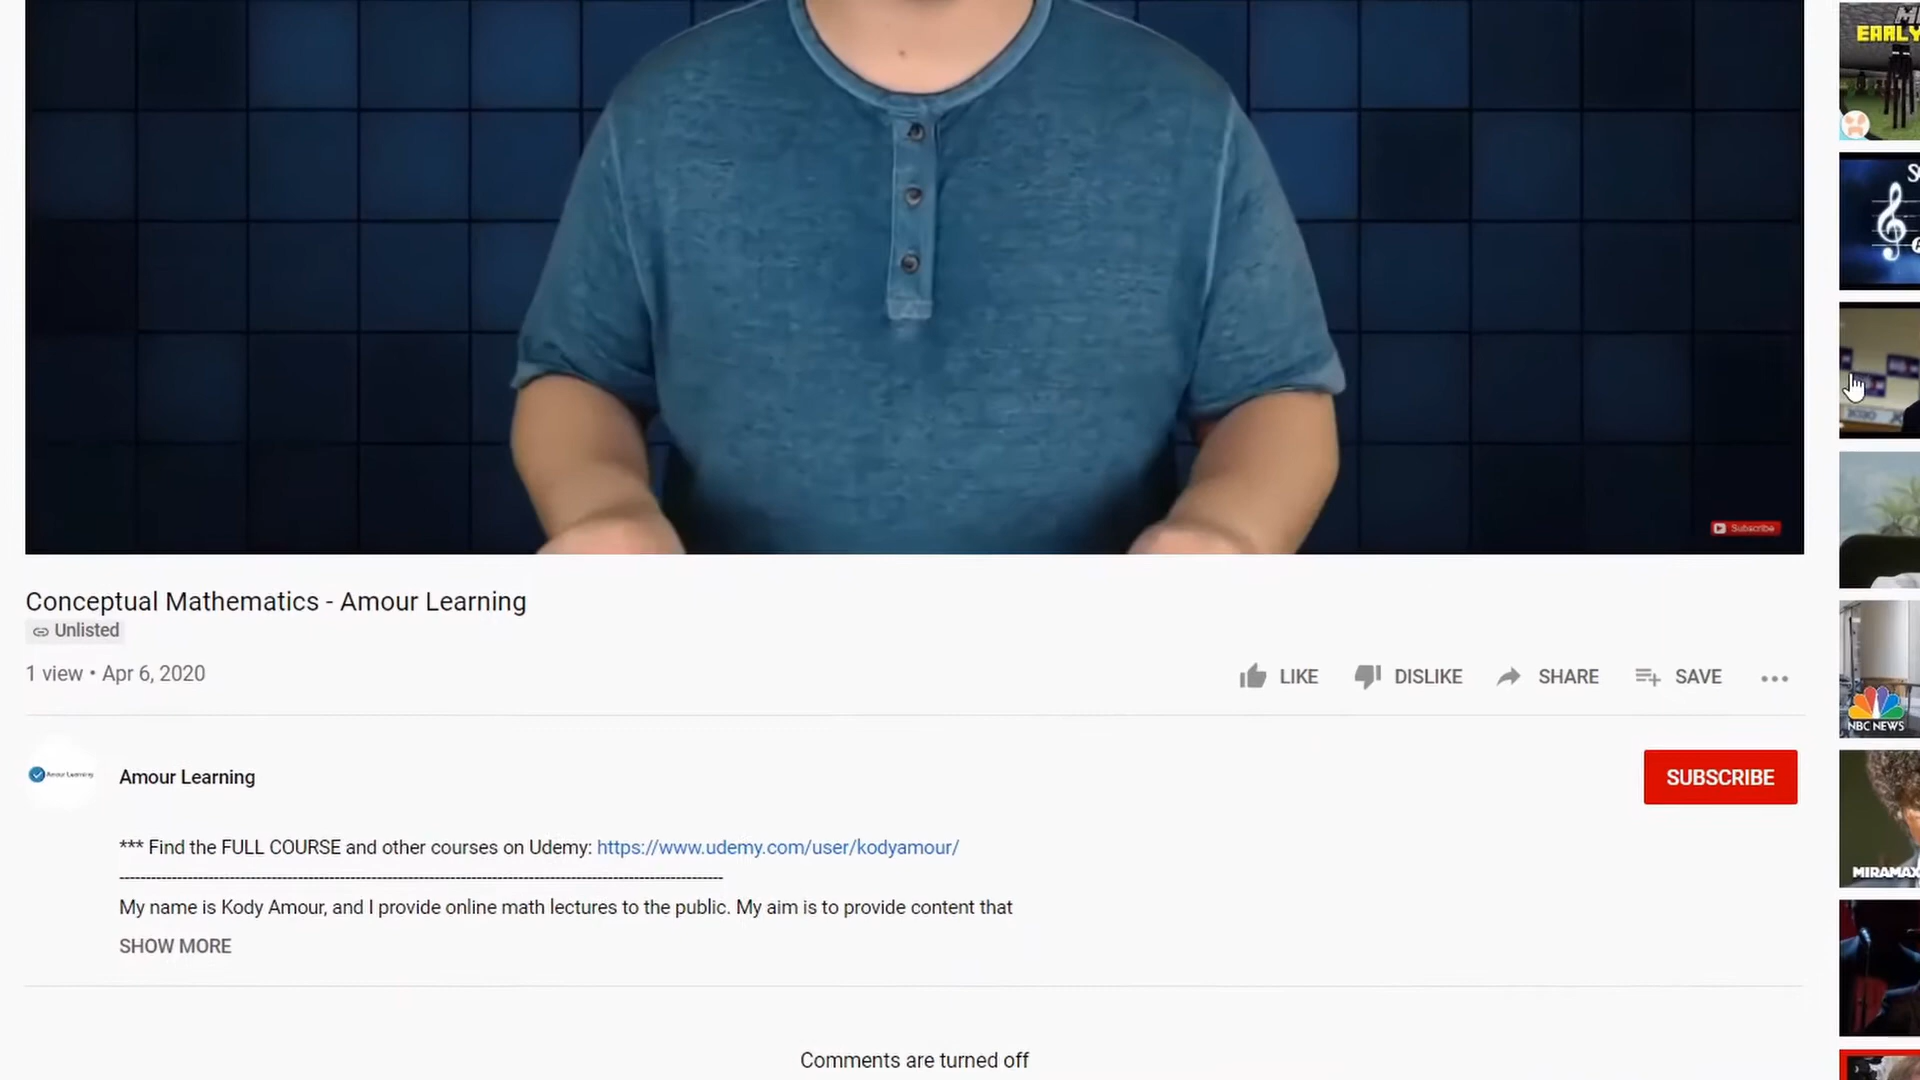 EARLY
Subscribe
Conceptual Mathematics - Amour Learning
Unlisted
1 view • Apr 6, 2020
LIKE
DISLIKE
SHARE
SAVE
NBC NEWS
Amour Learning
Amour Learning
SUBSCRIBE
*** Find the FULL COURSE and other courses on Udemy: https://www.udemy.com/user/kodyamour/
------------------------------------------------------------------------------------------------------------------------
My name is Kody Amour, and I provide online math lectures to the public. My aim is to provide content that
SHOW MORE
MIRAMAX
Comments are turned off